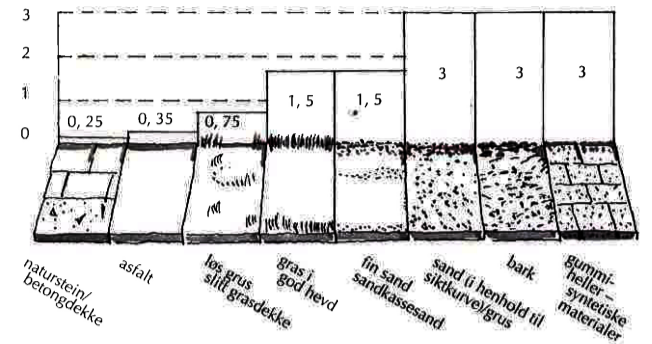 3
2
1
0
0, 25
0, 35
0, 75
1, 5
1, 5
3
3
3
naturstein/
betongdekke
asfalt
løs grus
slitt grasdekke
gras i
god hevd
fin sand
sandkassesand
sand (i henhold til
siktkurve)/grus
bark
gummi-
heller –
syntetiske
materialer